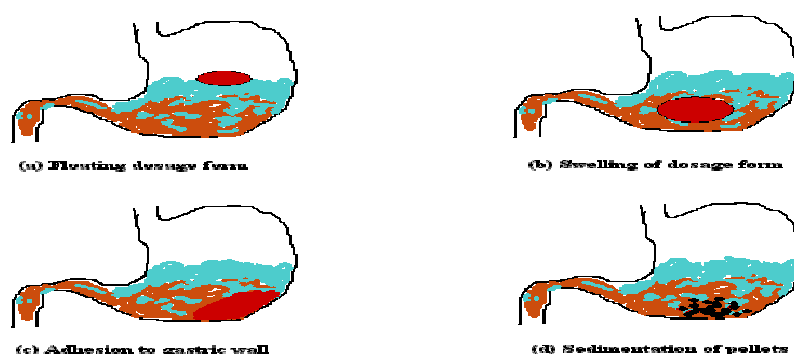 (a) Floating dosage form
(b) Swelling of dosage form
(c) Adhesion to gastric wall
(d) Sedimentation of pellets